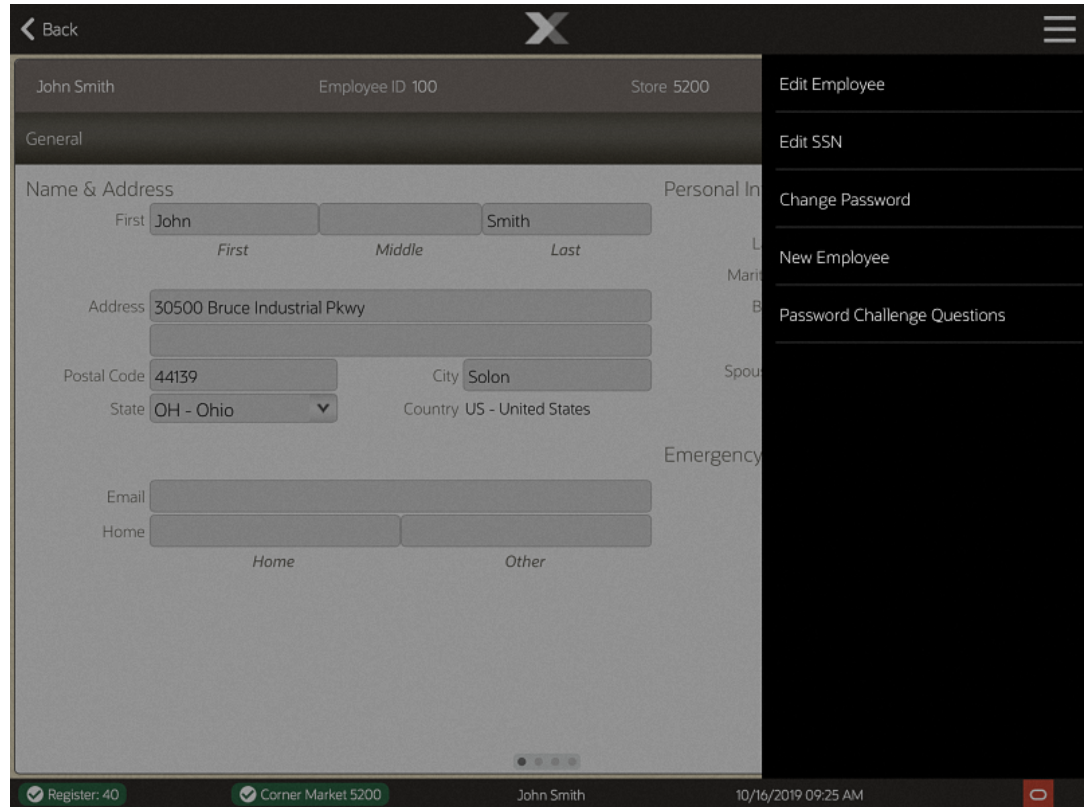 Back
John Smith Employee ID 100 Store 5200
General
Name & Address
First John Smith
First Middle Last
Address 30500 Bruce Industrial Pkwy
Postal Code 44139 City Solon
State OH - Ohio Country US - United States
Email
Home
Home Other
Personal In
L
Marit
B
Spous
Emergency
Edit Employee
Edit SSN
Change Password
New Employee
Password Challenge Questions
Register: 40 Corner Market 5200 John Smith 10/16/2019 09:25 AM